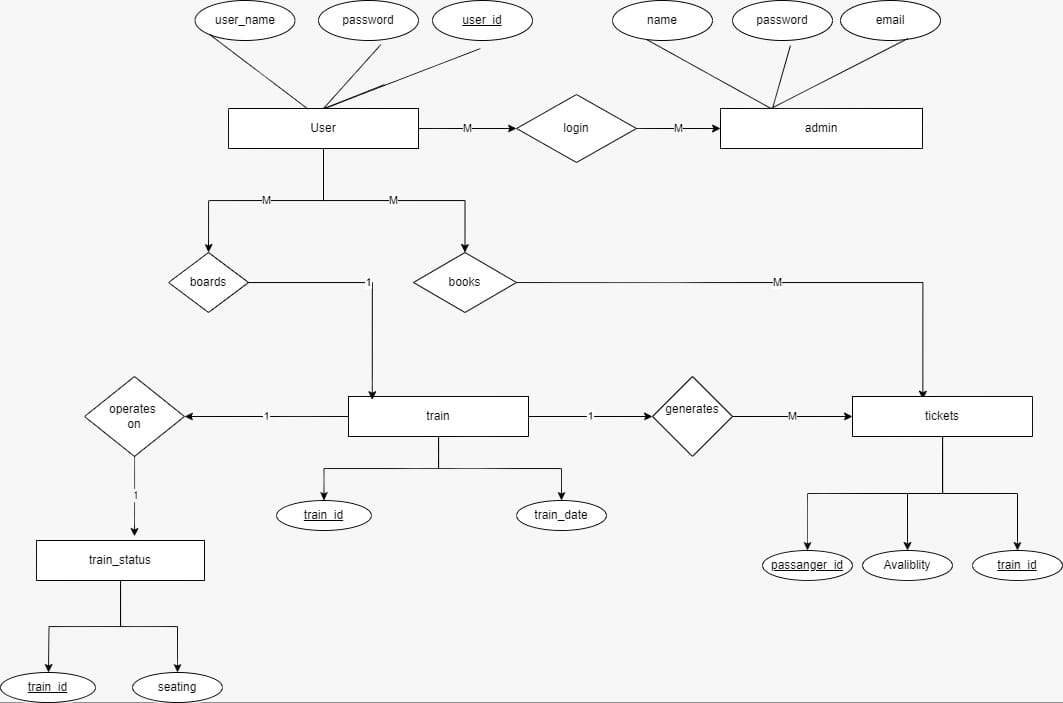 user_name
password
user_id
name
password
email
User
M
login
M
admin
M
M
boards
1
books
M
operates
on
1
train
1
generates
M
tickets
1
train_id
train_date
train_status
passanger_id
Avaliblity
train_id
train_id
seating